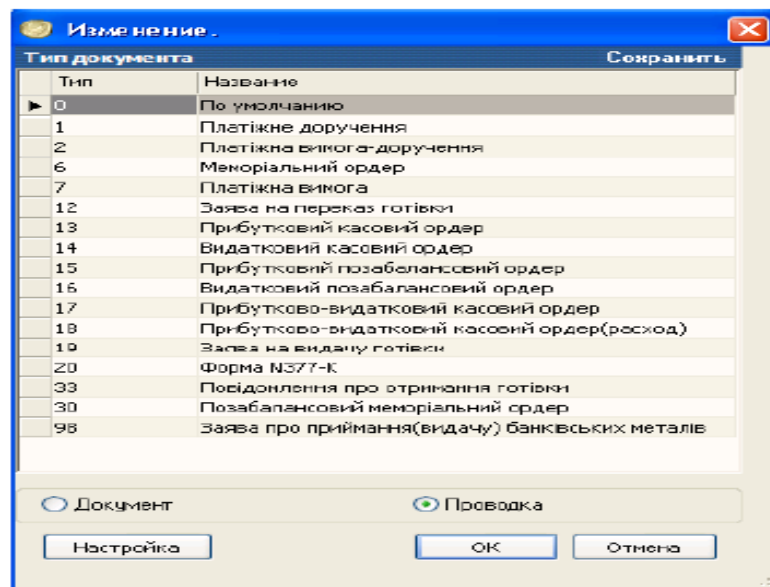 Изменение.
Тип документа Сохранить
Тип Название
0 По умолчанию
1 Платіжне доручення
2 Платіжна вимога-доручення
6 Меморіальний ордер
7 Платіжна вимога
12 Заява на переказ готівки
13 Прибутковий касовий ордер
14 Видатковий касовий ордер
15 Прибутковий позабалансовий ордер
16 Видатковий позабалансовий ордер
17 Прибутково-видатковий касовий ордер
18 Прибутково-видатковий касовий ордер(расход)
19 Заява на видачу готівки
20 Форма N377-К
33 Повідомлення про отримання готівки
30 Позабалансовий меморіальний ордер
98 Заява про приймання(видачу) банківських металів
Документ Проводка
Настройка ОК Отмена